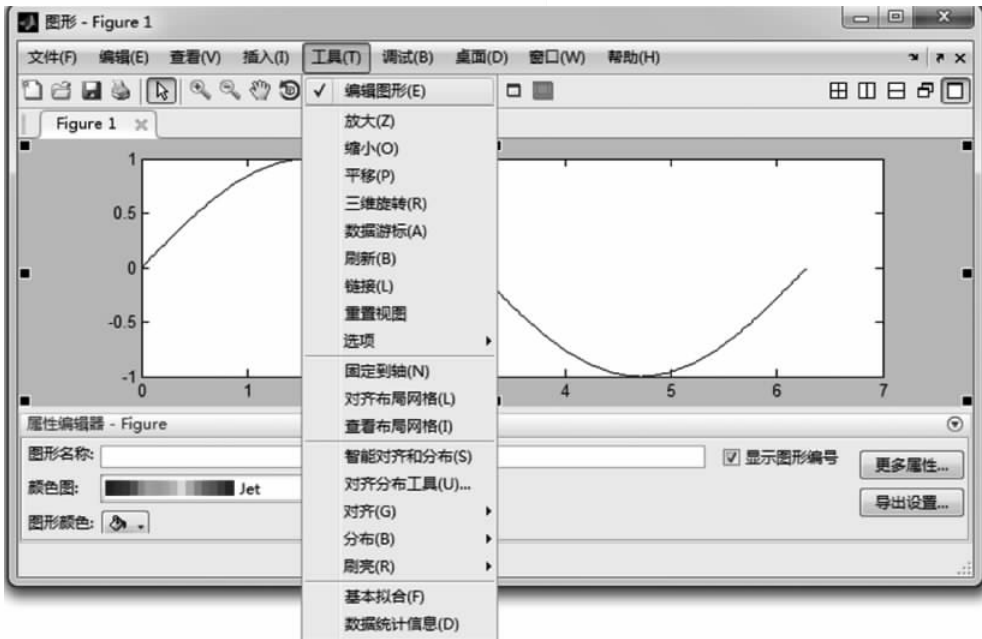 图形 - Figure 1
文件(F) 编辑(E) 查看(V) 插入(I) 工具(T) 调试(B) 桌面(D) 窗口(W) 帮助(H)
Figure 1
编辑图形(E)
放大(Z)
缩小(O)
平移(P)
三维旋转(R)
数据游标(A)
刷新(B)
链接(L)
重置视图
选项
固定到轴(N)
对齐布局网格(L)
查看布局网格(I)
智能对齐和分布(S)
对齐分布工具(U)...
对齐(G)
分布(B)
刷亮(R)
基本拟合(F)
数据统计信息(D)
1
0.5
0
-0.5
-1
0 1 4 5 6 7
属性编辑器 - Figure
图形名称:
显示图形编号
更多属性...
颜色图: Jet
导出设置...
图形颜色: